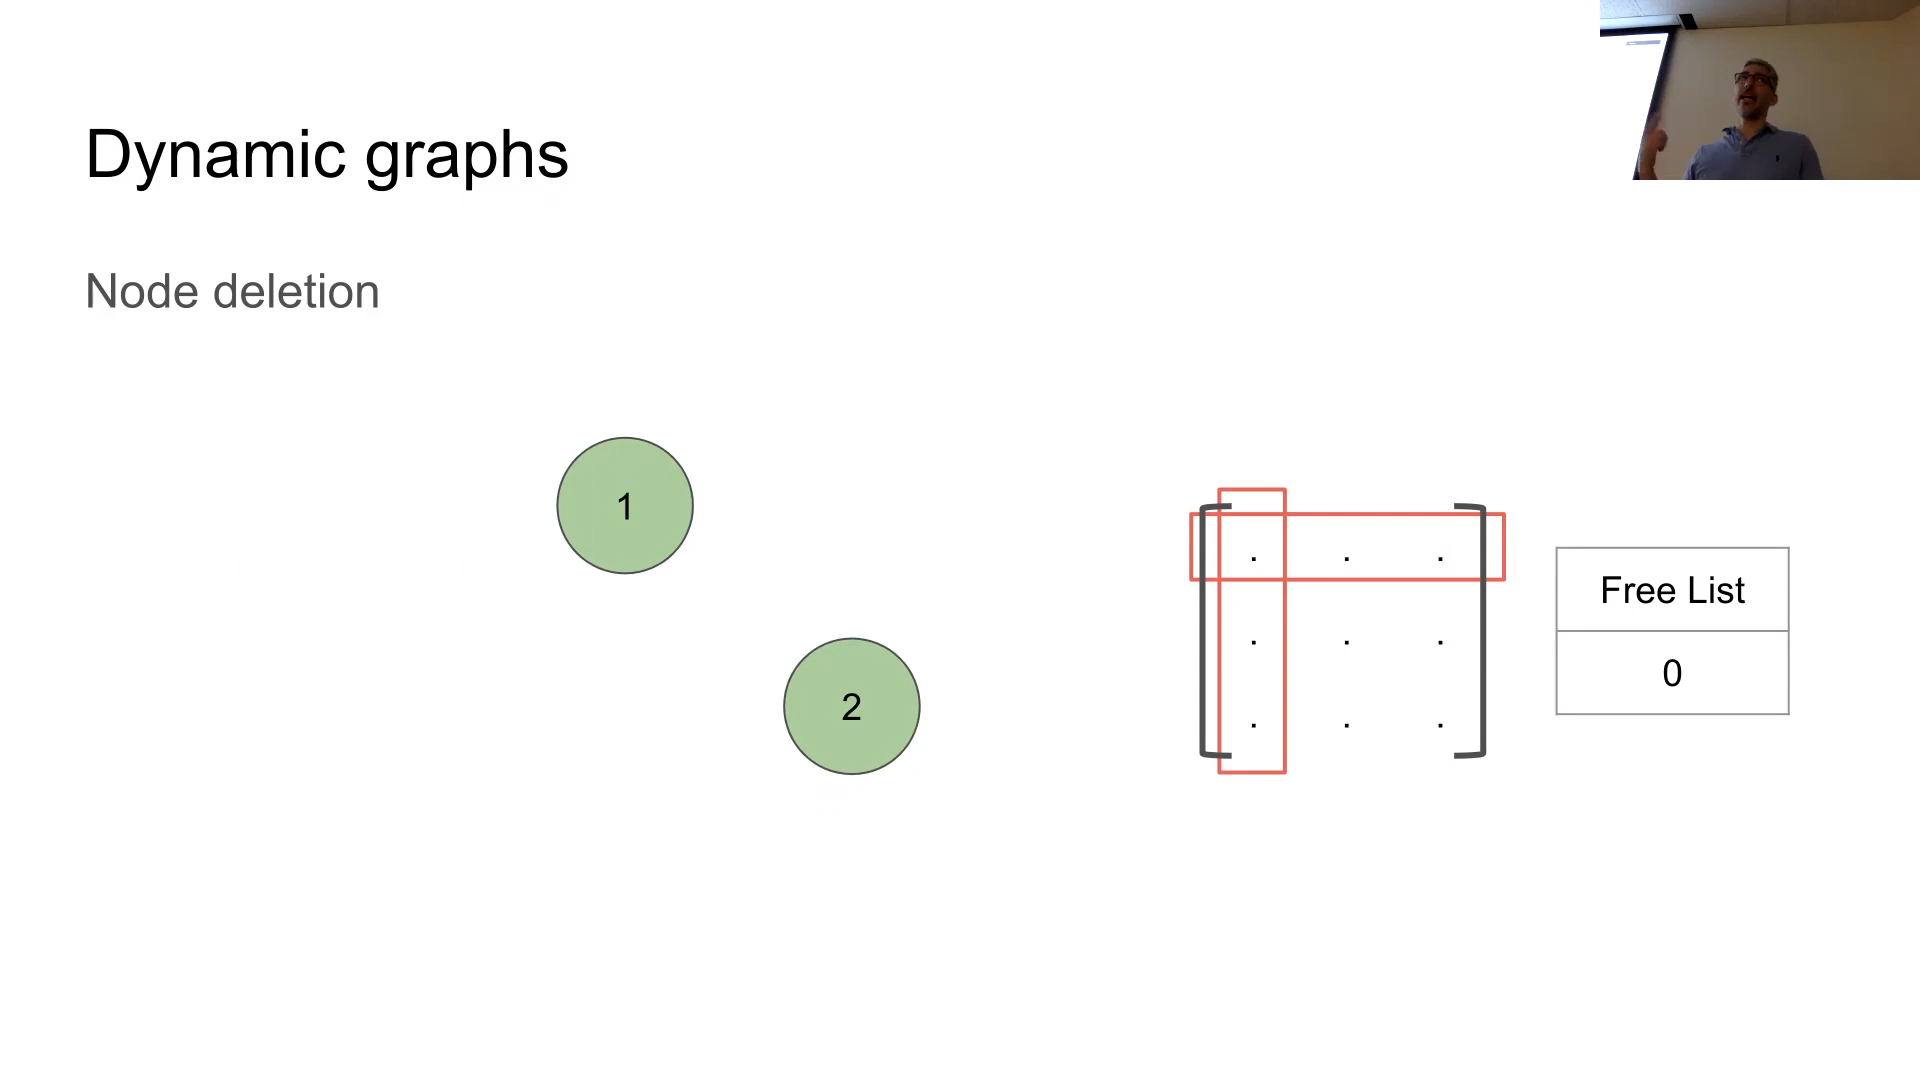 Dynamic graphs
Node deletion
1
2
. . .
. . .
. . .
Free List
0